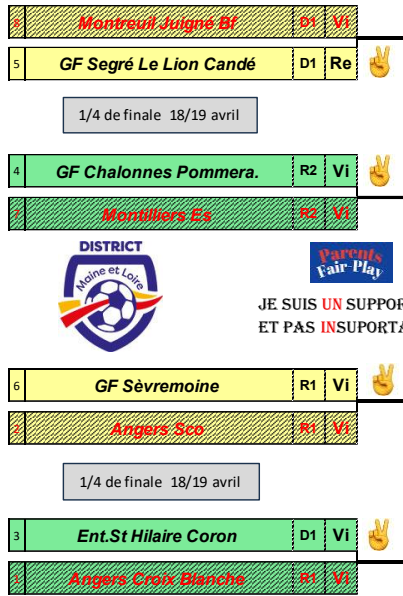 8 Montreuil Juigné Bf D1 Vi
5 GF Segré Le Lion Candé D1 Re
1/4 de finale 18/19 avril
4 GF Chalonnes Pommera. R2 Vi
7 Montilliers Es R2 Vi
DISTRICT
Maine et Loire
Parents
Fair-Play
JE SUIS UN SUPPOR
ET PAS INSUPORTA
6 GF Sèvremoine R1 Vi
2 Angers Sco R1 Vi
1/4 de finale 18/19 avril
3 Ent.St Hilaire Coron D1 Vi
1 Angers Croix Blanche R1 Vi